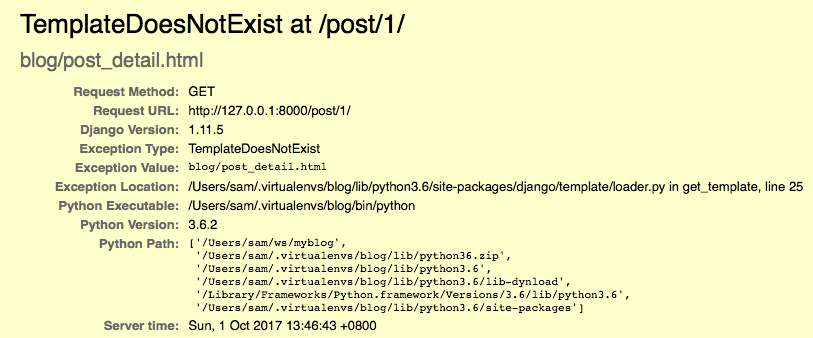 TemplateDoesNotExist at /post/1/
blog/post_detail.html
Request Method: GET
Request URL: http://127.0.0.1:8000/post/1/
Django Version: 1.11.5
Exception Type: TemplateDoesNotExist
Exception Value: blog/post_detail.html
Exception Location: /Users/sam/.virtualenvs/blog/lib/python3.6/site-packages/django/template/loader.py in get_template, line 25
Python Executable: /Users/sam/.virtualenvs/blog/bin/python
Python Version: 3.6.2
Python Path: ['/Users/sam/ws/myblog',
'/Users/sam/.virtualenvs/blog/lib/python36.zip',
'/Users/sam/.virtualenvs/blog/lib/python3.6',
'/Users/sam/.virtualenvs/blog/lib/python3.6/lib-dynload',
'/Library/Frameworks/Python.framework/Versions/3.6/lib/python3.6',
'/Users/sam/.virtualenvs/blog/lib/python3.6/site-packages']
Server time: Sun, 1 Oct 2017 13:46:43 +0800